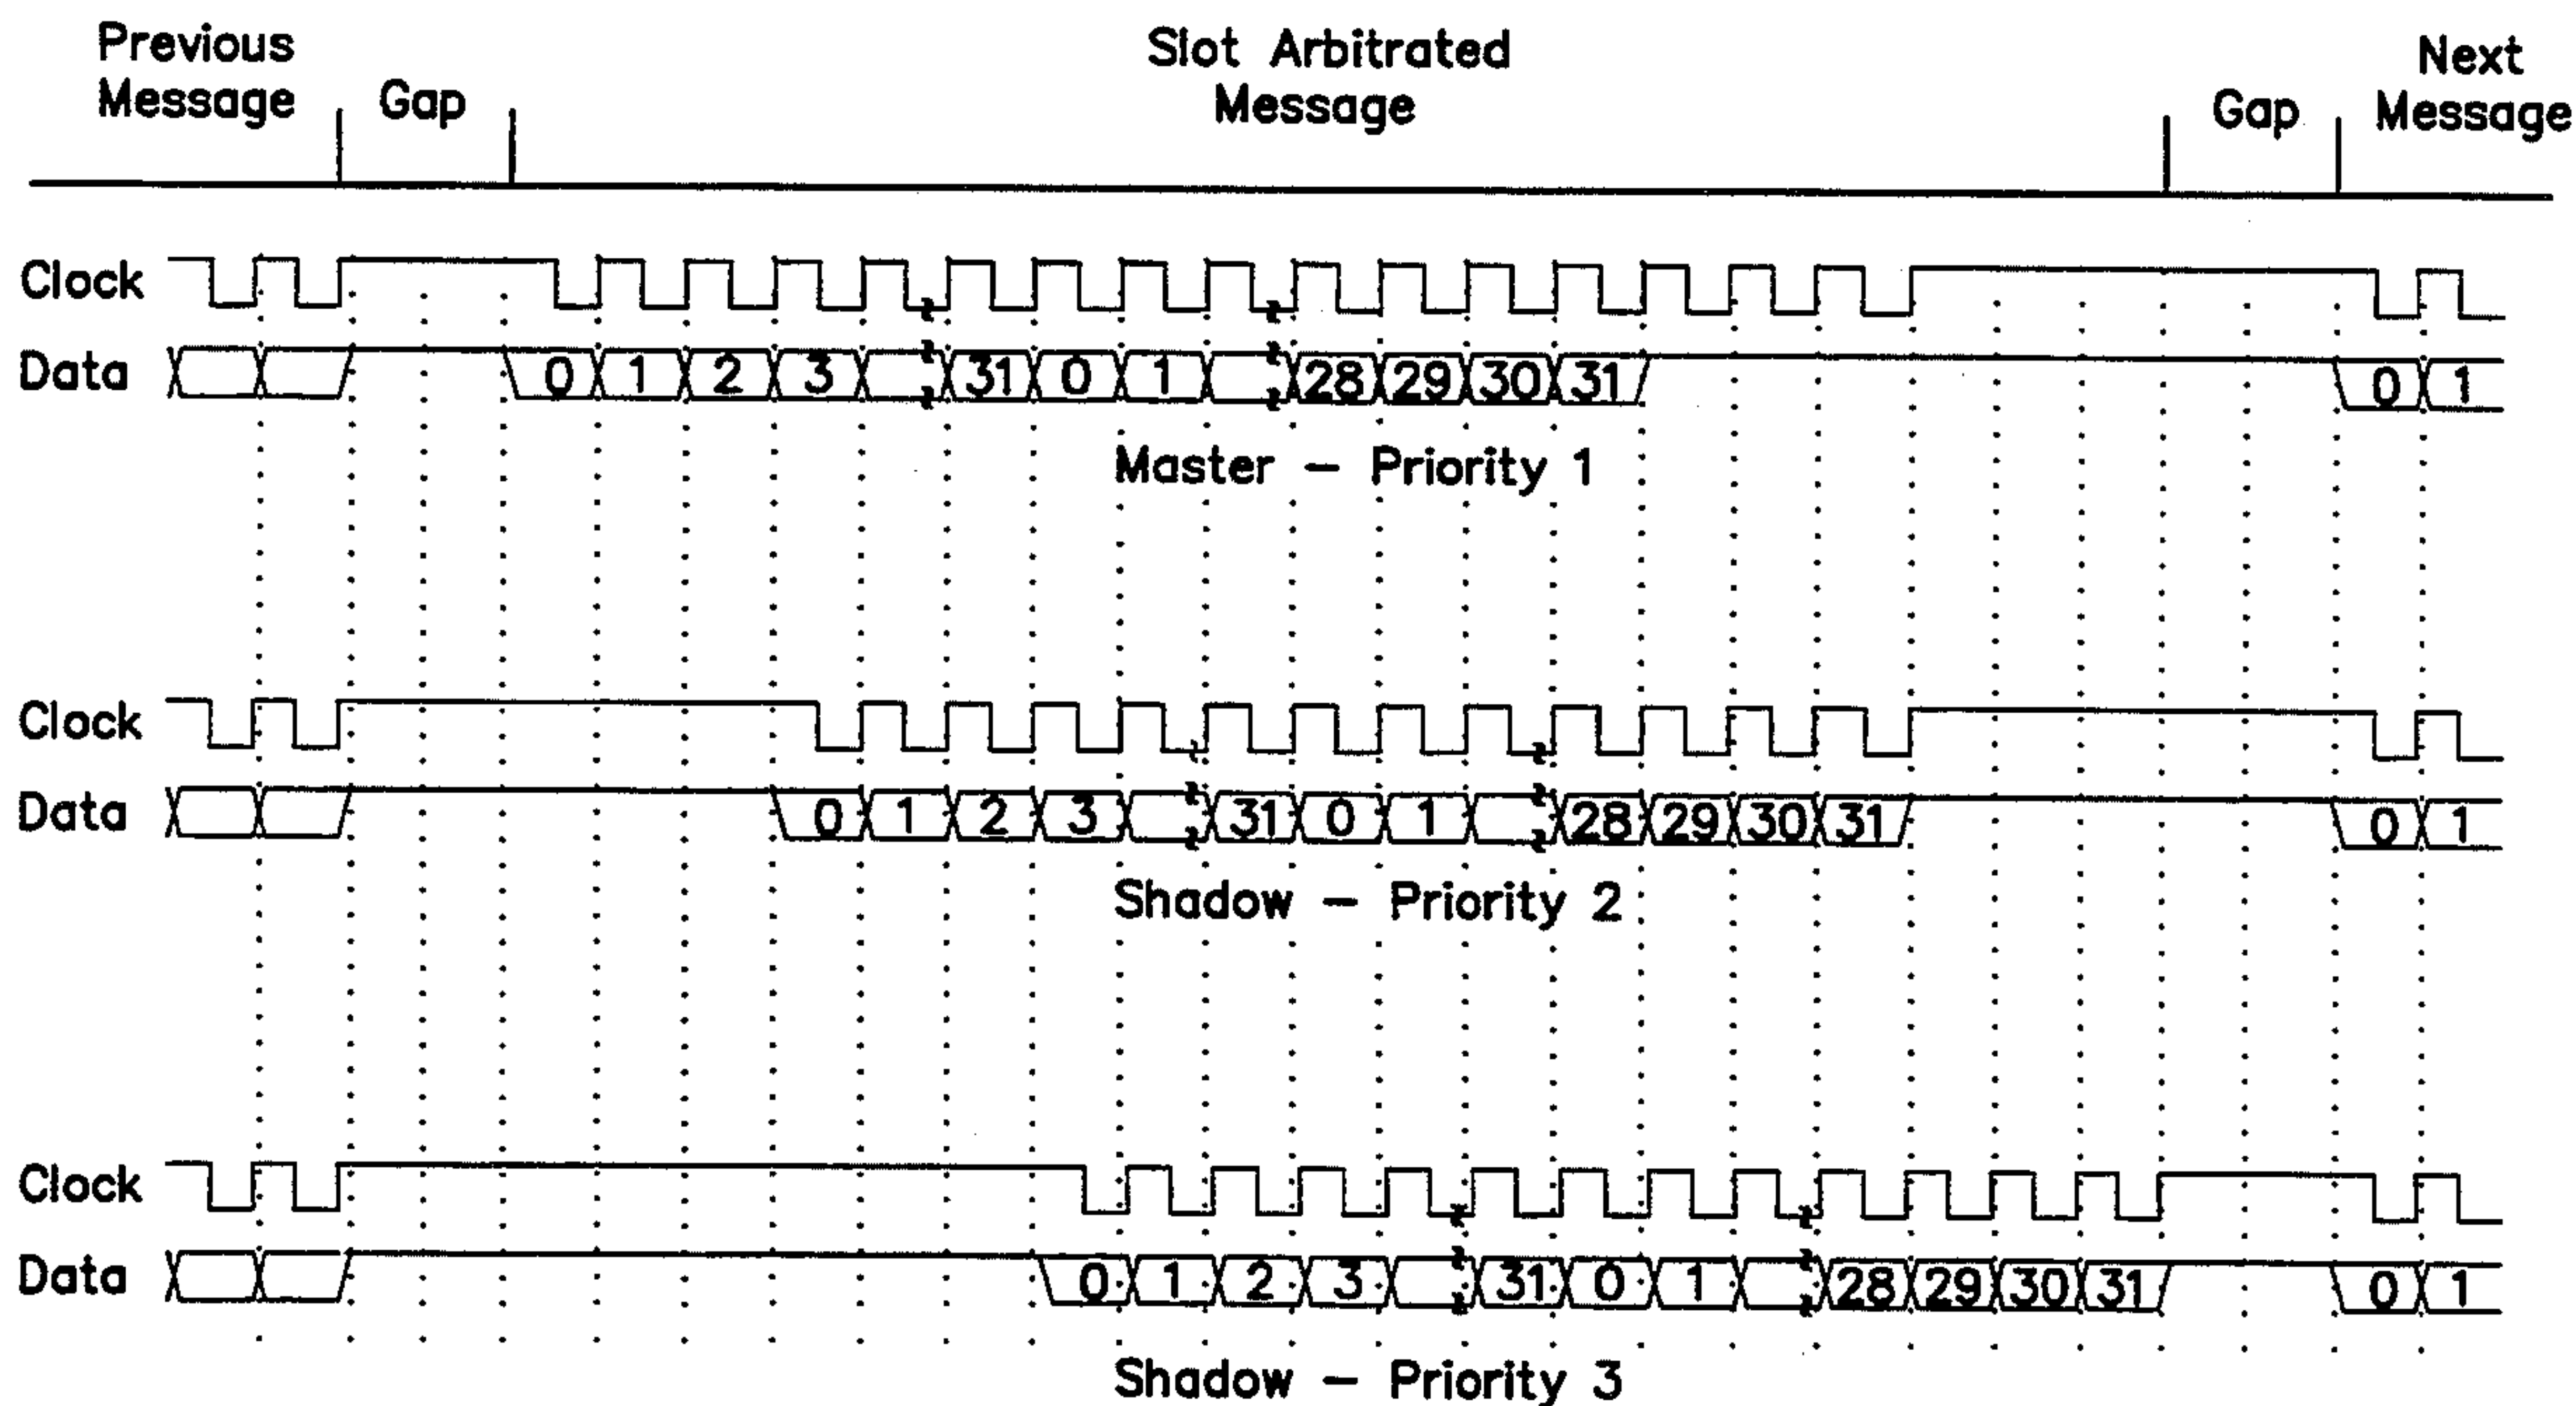 Previous Message Gap Slot Arbitrated Message Gap Next Message
Clock
Data 0 1 2 3 31 0 1 28 29 30 31 0 1
Master – Priority 1
Clock
Data 0 1 2 3 31 0 1 28 29 30 31 0 1
Shadow – Priority 2
Clock
Data 0 1 2 3 31 0 1 28 29 30 31 0 1
Shadow – Priority 3